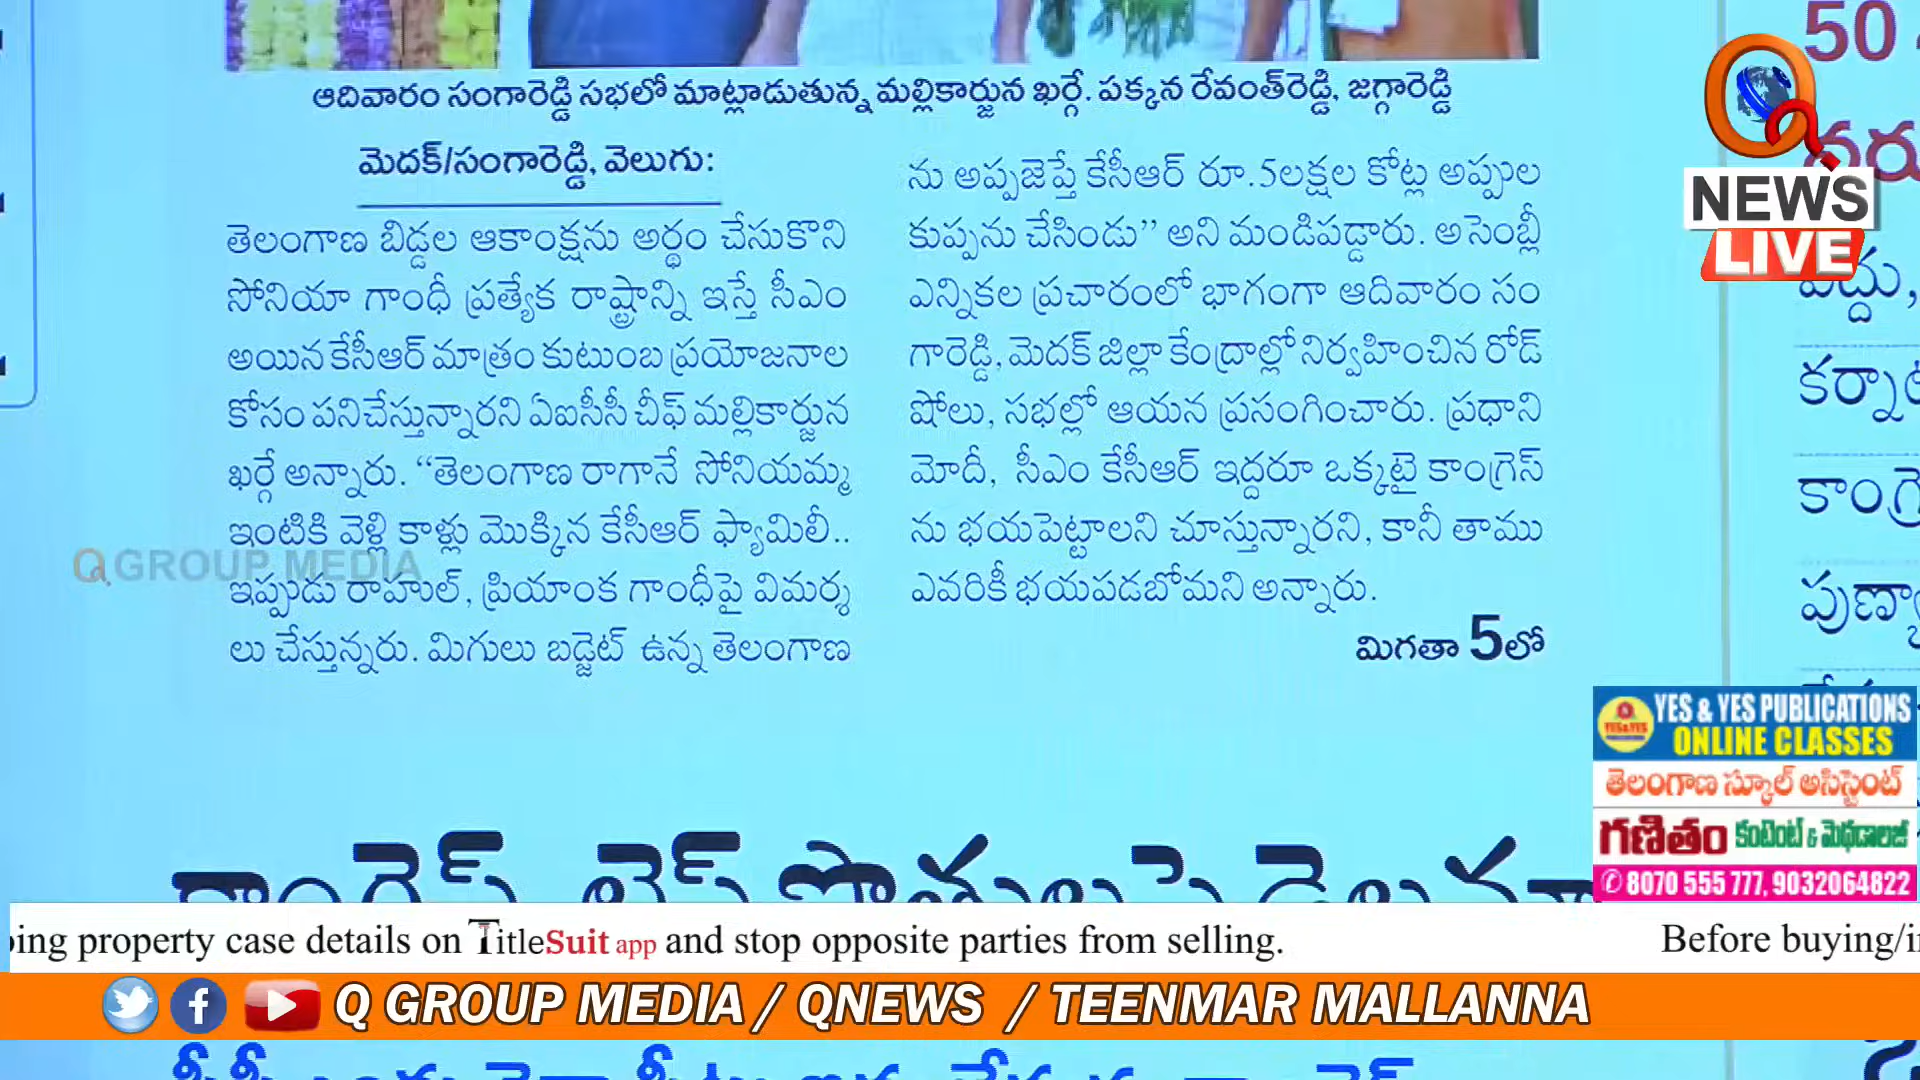 ఆదివారం సంగారెడ్డి సభలో మాట్లాడుతున్న మల్లికార్జున ఖర్గే. పక్కన రేవంత్‌రెడ్డి, జగ్గారెడ్డి
మెదక్/సంగారెడ్డి, వెలుగు:
తెలంగాణ బిడ్డల ఆకాంక్షను అర్థం చేసుకొని
సోనియా గాంధీ ప్రత్యేక రాష్ట్రాన్ని ఇస్తే సీఎం
అయిన కేసీఆర్ మాత్రం కుటుంబ ప్రయోజనాల
కోసం పనిచేస్తున్నారని ఏఐసీసీ చీఫ్ మల్లికార్జున
ఖర్గే అన్నారు. “తెలంగాణ రాగానే సోనియమ్మ
ఇంటికి వెళ్లి కాళ్లు మొక్కిన కేసీఆర్ ఫ్యామిలీ..
ఇప్పుడు రాహుల్, ప్రియాంక గాంధీపై విమర్శ
లు చేస్తున్నరు. మిగులు బడ్జెట్ ఉన్న తెలంగాణ
ను అప్పజెప్తే కేసీఆర్ రూ.5లక్షల కోట్ల అప్పుల
కుప్పను చేసిండు” అని మండిపడ్డారు. అసెంబ్లీ
ఎన్నికల ప్రచారంలో భాగంగా ఆదివారం సం
గారెడ్డి, మెదక్ జిల్లా కేంద్రాల్లో నిర్వహించిన రోడ్
షోలు, సభల్లో ఆయన ప్రసంగించారు. ప్రధాని
మోదీ, సీఎం కేసీఆర్ ఇద్దరూ ఒక్కటై కాంగ్రెస్
ను భయపెట్టాలని చూస్తున్నారని, కానీ తాము
ఎవరికీ భయపడబోమని అన్నారు.
మిగతా 5లో
50
Q
NEWS
LIVE
Q GROUP MEDIA
YES & YES PUBLICATIONS
ONLINE CLASSES
తెలంగాణ స్కూల్ అసిస్టెంట్
గణితం కంటెంట్ & మెథడాలజీ
8070 555 777, 9032064822
property case details on TitleSuit app and stop opposite parties from selling. Before
Q GROUP MEDIA / QNEWS / TEENMAR MALLANNA